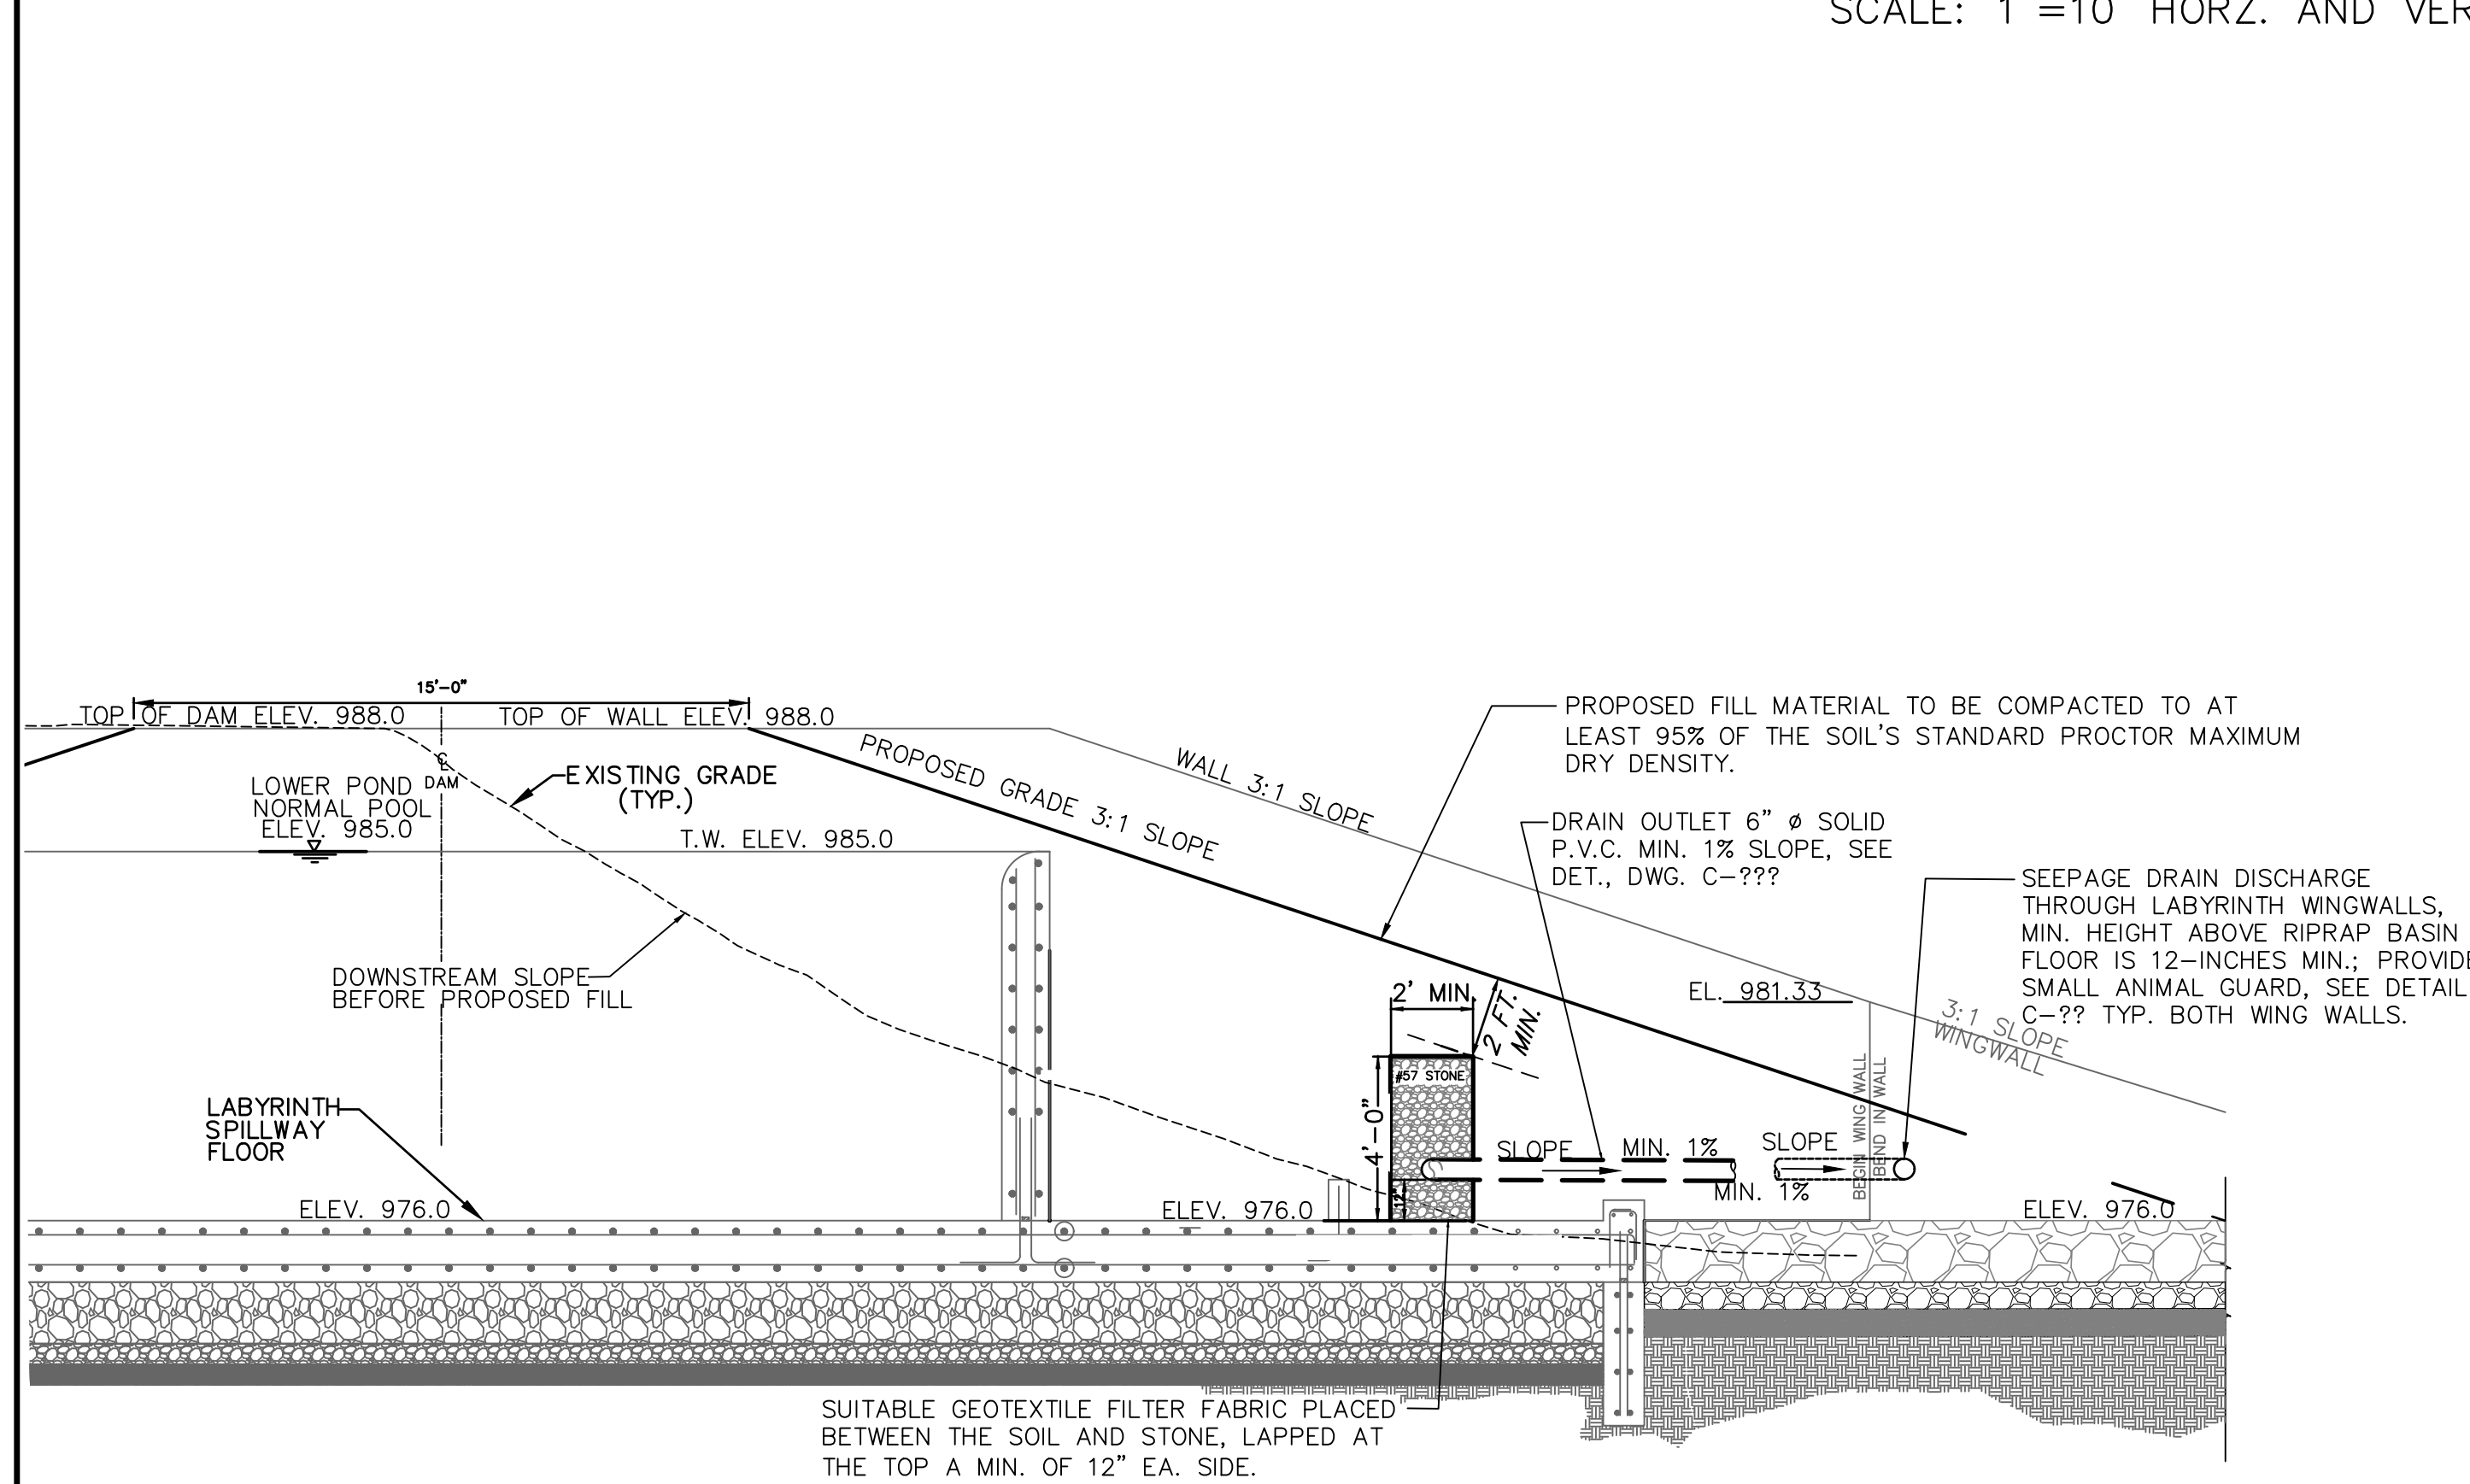 SCALE: 1 =10 HORZ. AND VER
15'-0"
TOP OF DAM ELEV. 988.0
TOP OF WALL ELEV. 988.0
℄
DAM
LOWER POND
NORMAL POOL
ELEV. 985.0
EXISTING GRADE
(TYP.)
PROPOSED GRADE 3:1 SLOPE
WALL 3:1 SLOPE
T.W. ELEV. 985.0
PROPOSED FILL MATERIAL TO BE COMPACTED TO AT
LEAST 95% OF THE SOIL'S STANDARD PROCTOR MAXIMUM
DRY DENSITY.
DRAIN OUTLET 6" ø SOLID
P.V.C. MIN. 1% SLOPE, SEE
DET., DWG. C-???
SEEPAGE DRAIN DISCHARGE
THROUGH LABYRINTH WINGWALLS,
MIN. HEIGHT ABOVE RIPRAP BASIN
FLOOR IS 12-INCHES MIN.; PROVIDE
SMALL ANIMAL GUARD, SEE DETAIL
C-?? TYP. BOTH WING WALLS.
DOWNSTREAM SLOPE
BEFORE PROPOSED FILL
2' MIN.
2 FT.
MIN.
EL. 981.33
3:1 SLOPE
WINGWALL
#57 STONE
4'-0"
12"
LABYRINTH
SPILLWAY
FLOOR
SLOPE
MIN. 1%
SLOPE
MIN. 1%
BEGIN WING WALL
BEND IN WALL
ELEV. 976.0
ELEV. 976.0
ELEV. 976.0
SUITABLE GEOTEXTILE FILTER FABRIC PLACED
BETWEEN THE SOIL AND STONE, LAPPED AT
THE TOP A MIN. OF 12" EA. SIDE.